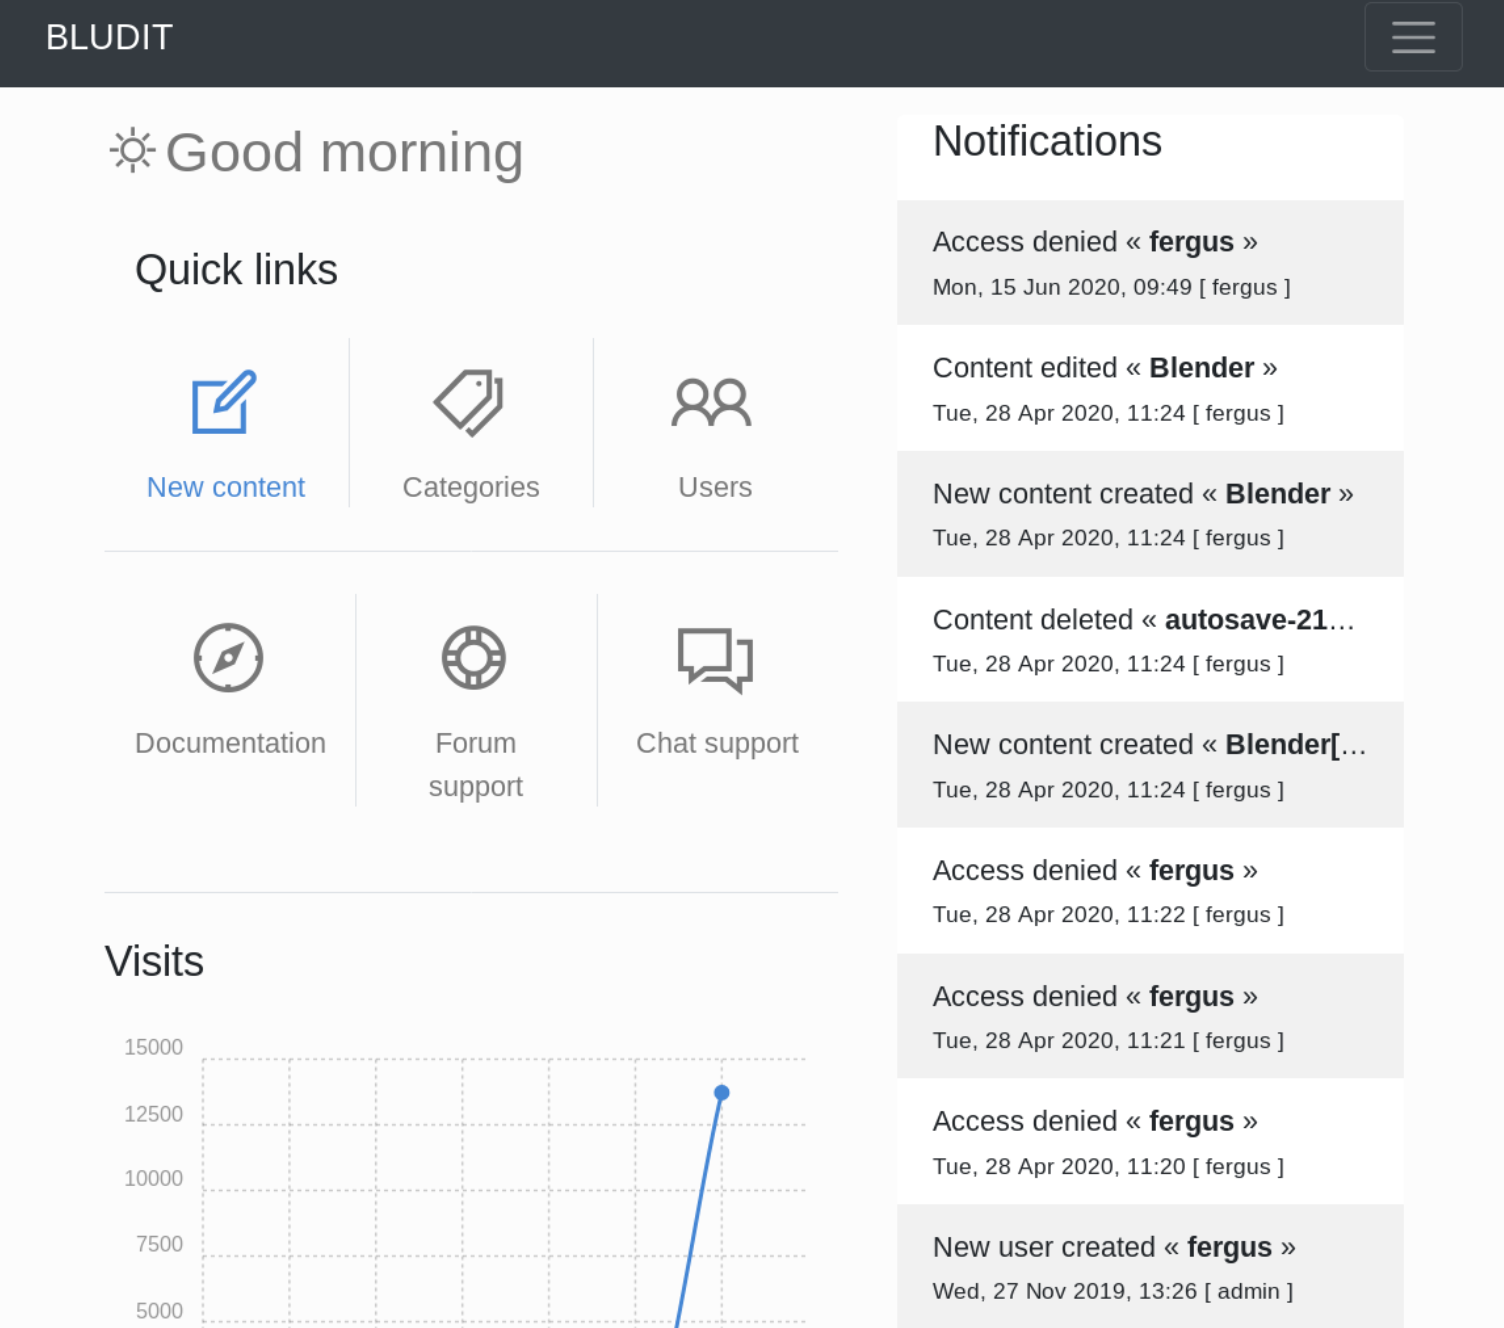 BLUDIT
Good morning
Quick links
New content
Categories
Users
Documentation
Forum
support
Chat support
Visits
15000
12500
10000
7500
5000
Notifications
Access denied « fergus »
Mon, 15 Jun 2020, 09:49 [ fergus ]
Content edited « Blender »
Tue, 28 Apr 2020, 11:24 [ fergus ]
New content created « Blender »
Tue, 28 Apr 2020, 11:24 [ fergus ]
Content deleted « autosave-21…
Tue, 28 Apr 2020, 11:24 [ fergus ]
New content created « Blender[…
Tue, 28 Apr 2020, 11:24 [ fergus ]
Access denied « fergus »
Tue, 28 Apr 2020, 11:22 [ fergus ]
Access denied « fergus »
Tue, 28 Apr 2020, 11:21 [ fergus ]
Access denied « fergus »
Tue, 28 Apr 2020, 11:20 [ fergus ]
New user created « fergus »
Wed, 27 Nov 2019, 13:26 [ admin ]